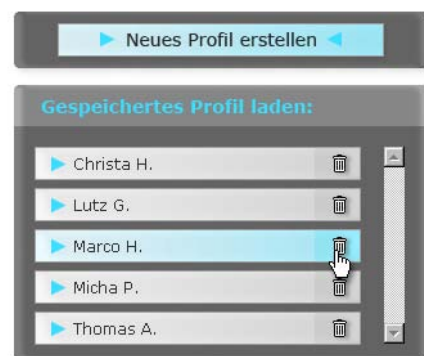 Neues Profil erstellen
Gespeichertes Profil laden:
Christa H.
Lutz G.
Marco H.
Micha P.
Thomas A.